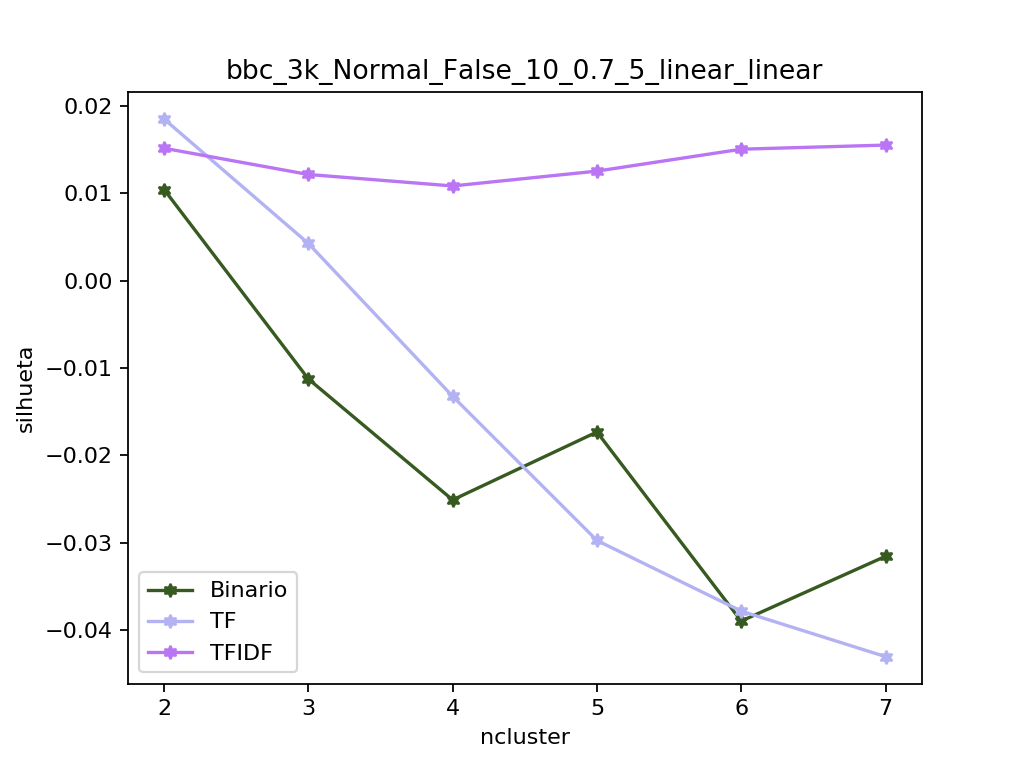 bbc_3k_Normal_False_10_0.7_5_linear_linear
0.02
0.01
0.00
−0.01
−0.02
−0.03
−0.04
silhueta
Binario
TF
TFIDF
2 3 4 5 6 7
ncluster